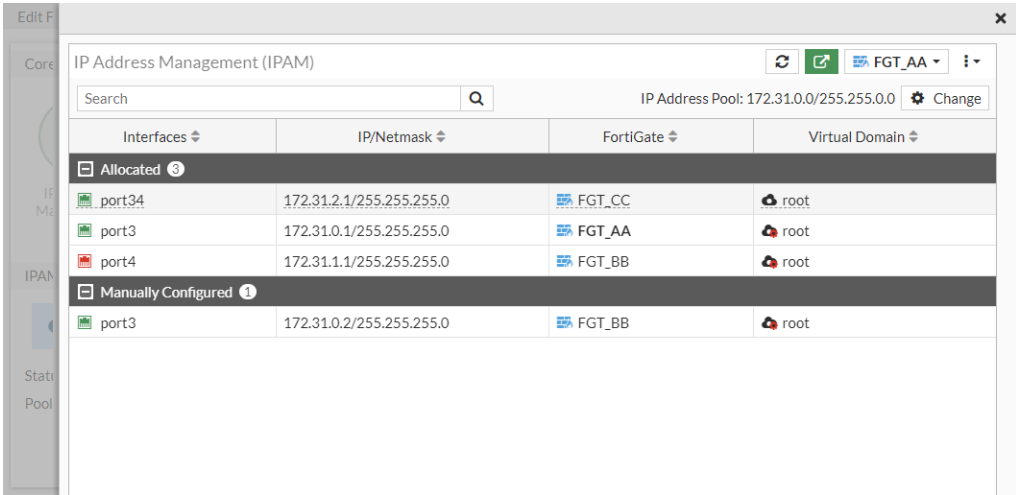 Edit F
IP Address Management (IPAM)
FGT_AA
Core
Search
IP Address Pool: 172.31.0.0/255.255.0.0
Change
Interfaces IP/Netmask FortiGate Virtual Domain
Allocated 3
port34 172.31.2.1/255.255.255.0 FGT_CC root
port3 172.31.0.1/255.255.255.0 FGT_AA root
port4 172.31.1.1/255.255.255.0 FGT_BB root
IP
Ma
IPAM
Manually Configured 1
port3 172.31.0.2/255.255.255.0 FGT_BB root
Statu
Pool